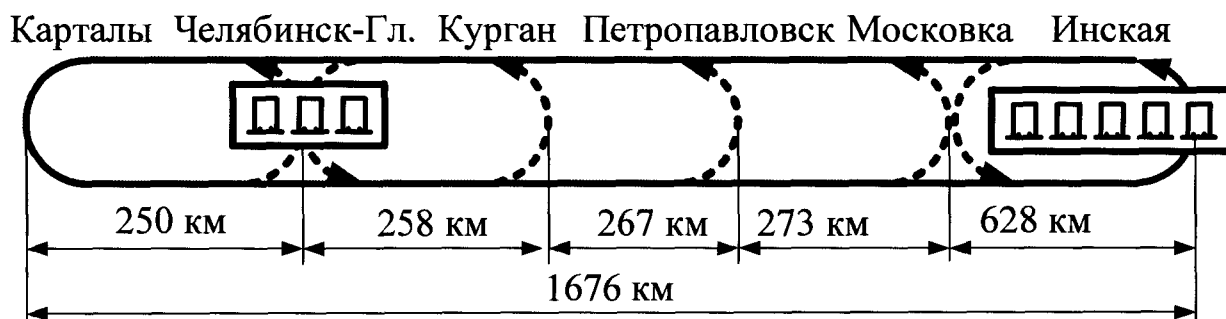 Карталы Челябинск-Гл. Курган Петропавловск Московка Инская
250 км 258 км 267 км 273 км 628 км
1676 км